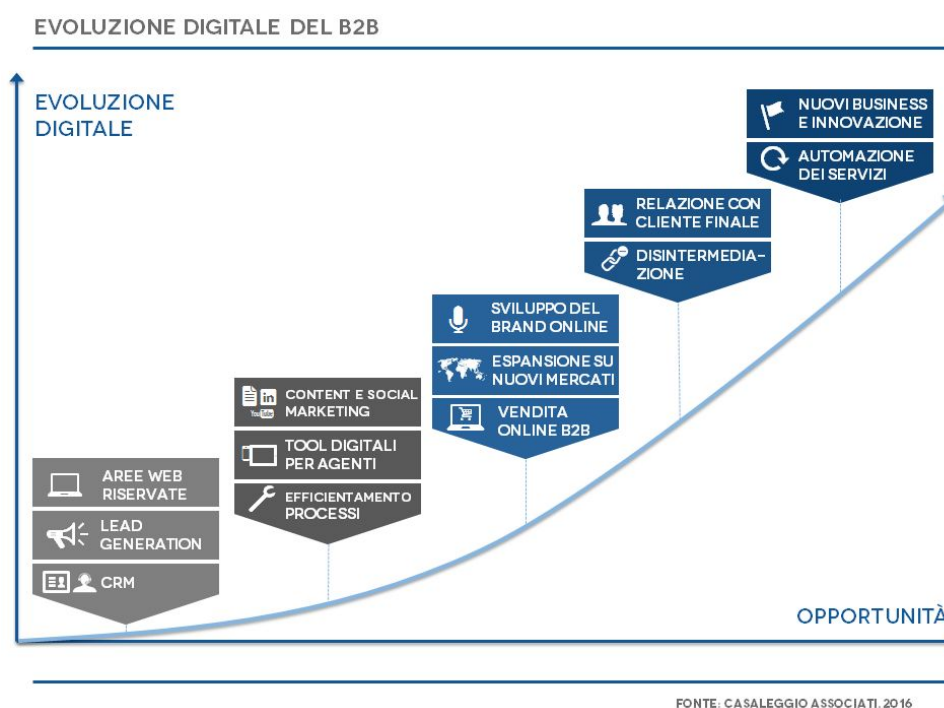 EVOLUZIONE DIGITALE DEL B2B
EVOLUZIONE
DIGITALE
NUOVI BUSINESS
E INNOVAZIONE
AUTOMAZIONE
DEI SERVIZI
RELAZIONE CON
CLIENTE FINALE
DISINTERMEDIA-
ZIONE
SVILUPPO DEL
BRAND ONLINE
ESPANSIONE SU
NUOVI MERCATI
VENDITA
ONLINE B2B
in
YouTube
CONTENT E SOCIAL
MARKETING
TOOL DIGITALI
PER AGENTI
EFFICIENTAMENTO
PROCESSI
AREE WEB
RISERVATE
LEAD
GENERATION
CRM
OPPORTUNITÀ
FONTE: CASALEGGIO ASSOCIATI. 2016